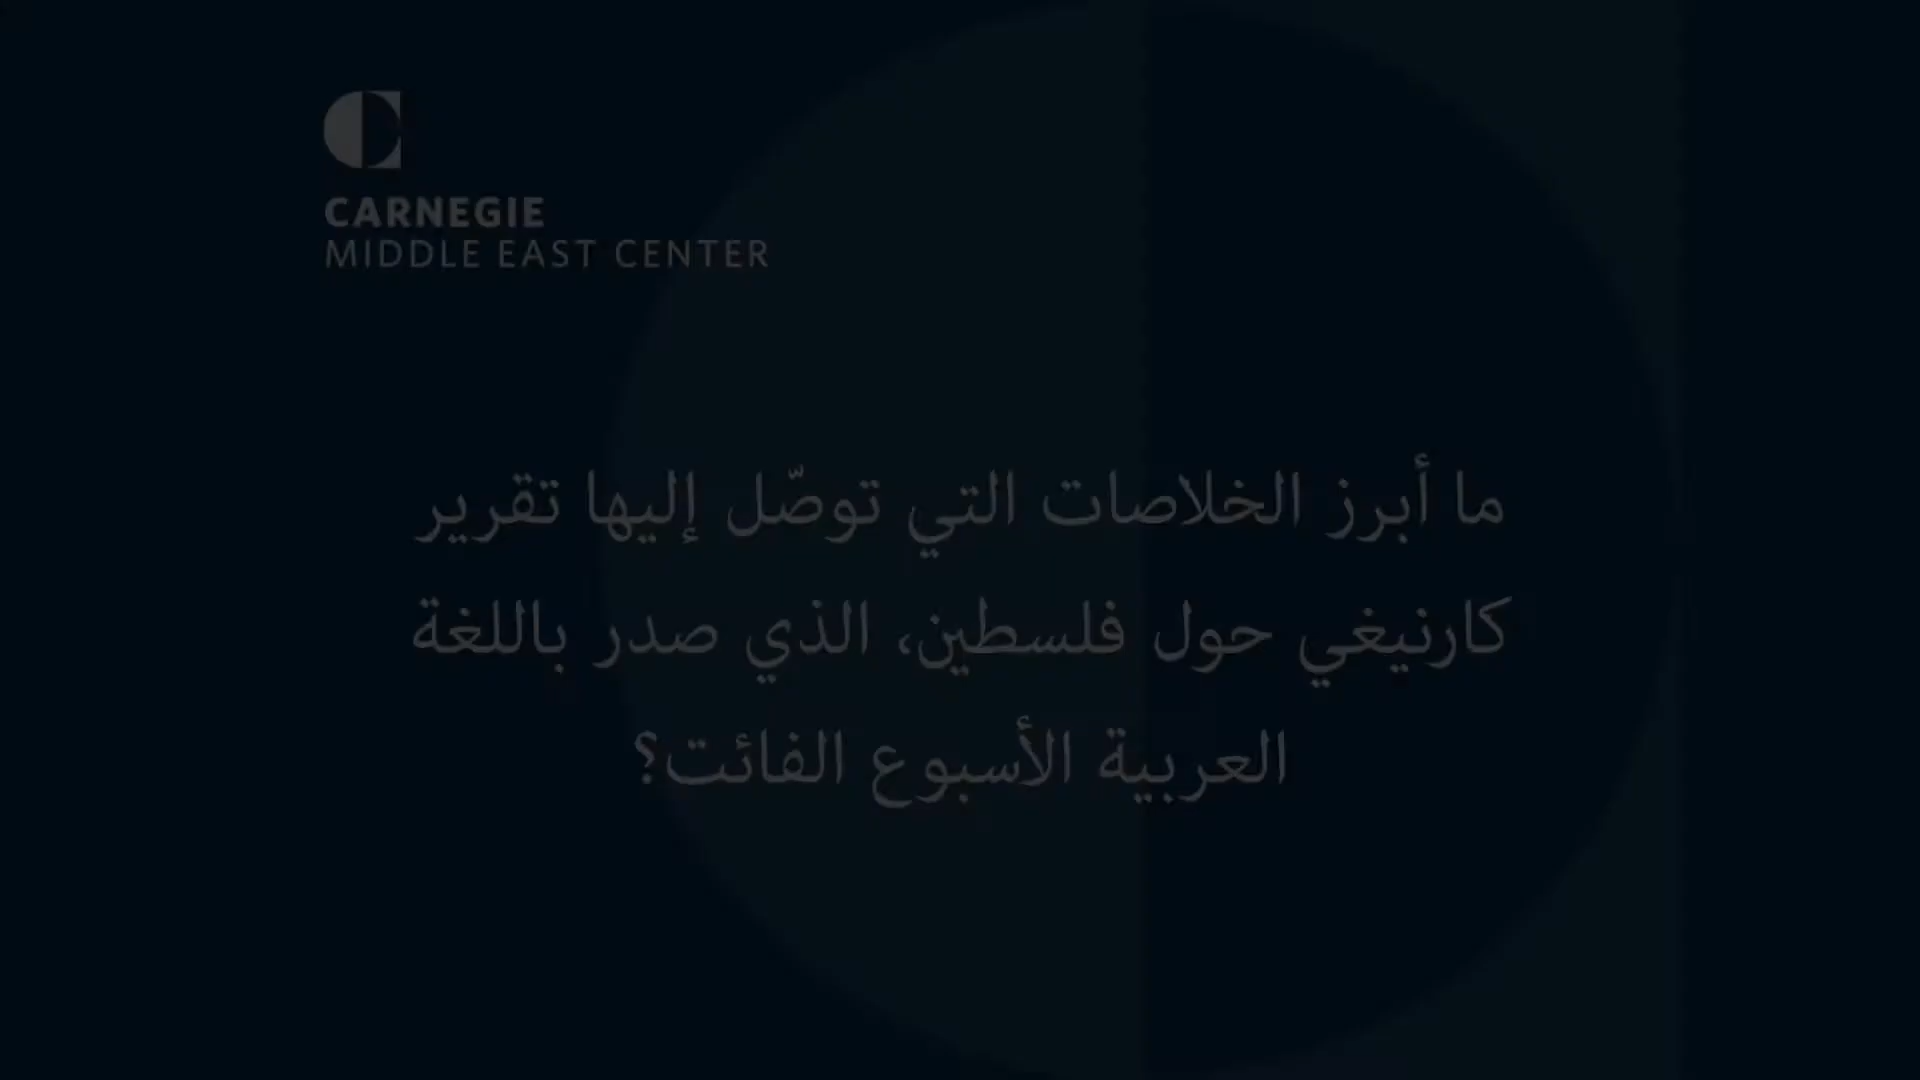 CARNEGIE
MIDDLE EAST CENTER
ما أبرز الخلاصات التي توصّل إليها تقرير
كارنيغي حول فلسطين، الذي صدر باللغة
العربية الأسبوع الفائت؟